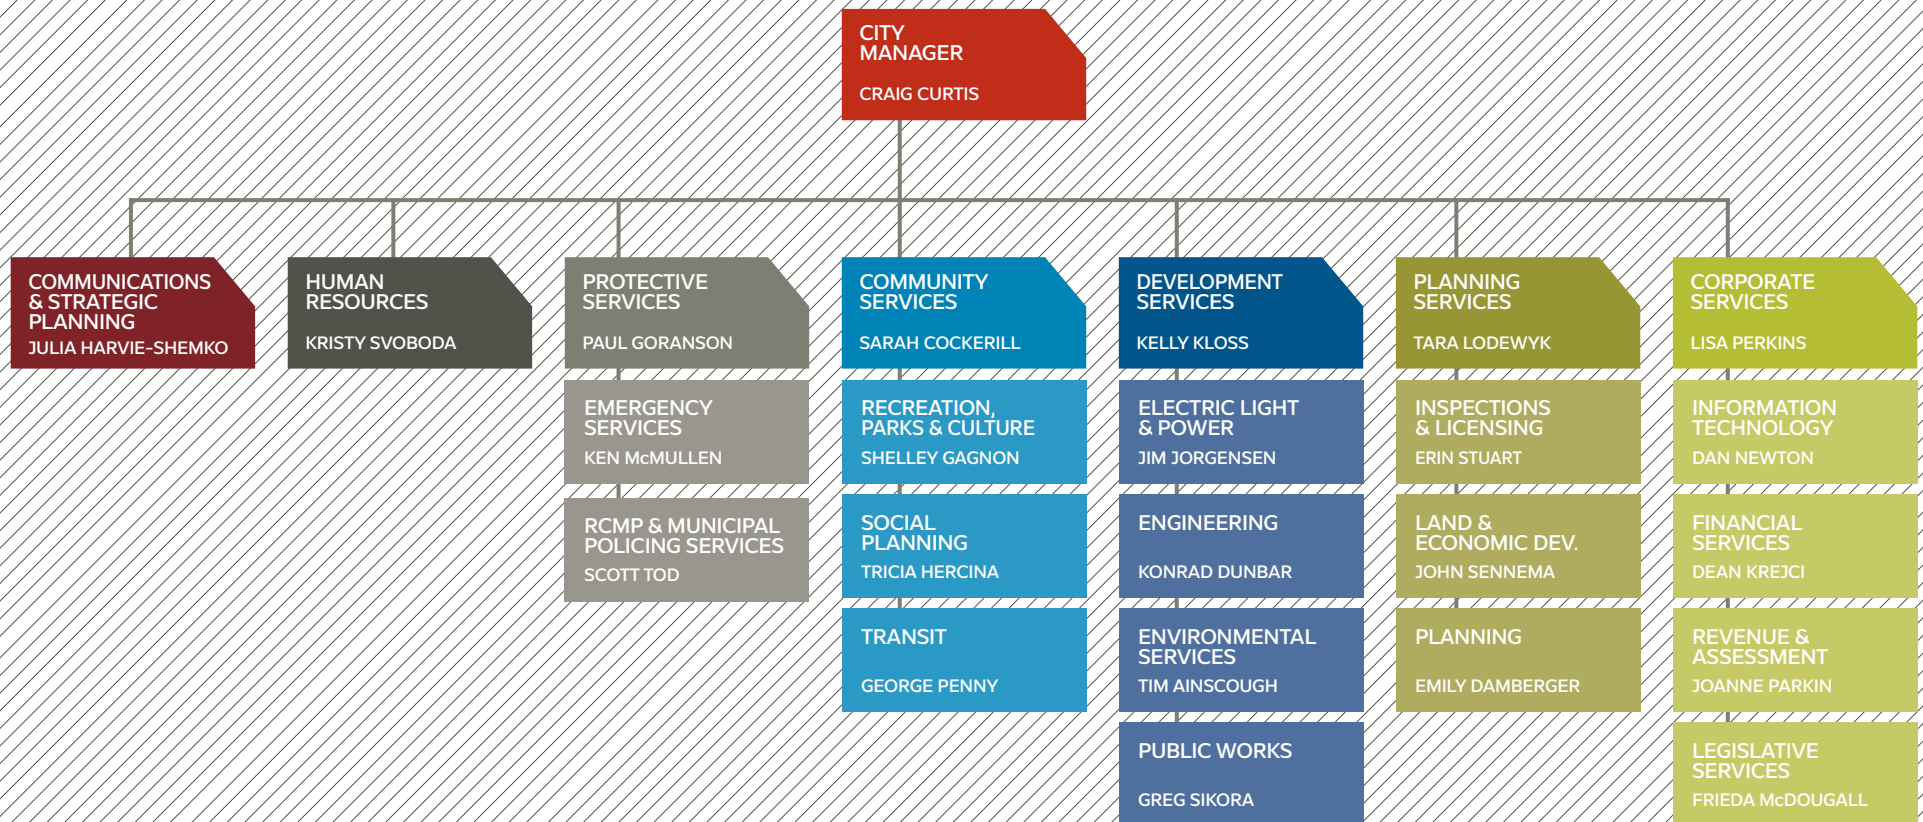 CITY
MANAGER
CRAIG CURTIS
COMMUNICATIONS
& STRATEGIC
PLANNING
JULIA HARVIE-SHEMKO
HUMAN
RESOURCES
KRISTY SVOBODA
PROTECTIVE
SERVICES
PAUL GORANSON
EMERGENCY
SERVICES
KEN McMULLEN
RCMP & MUNICIPAL
POLICING SERVICES
SCOTT TOD
COMMUNITY
SERVICES
SARAH COCKERILL
RECREATION,
PARKS & CULTURE
SHELLEY GAGNON
SOCIAL
PLANNING
TRICIA HERCINA
TRANSIT
GEORGE PENNY
DEVELOPMENT
SERVICES
KELLY KLOSS
ELECTRIC LIGHT
& POWER
JIM JORGENSEN
ENGINEERING
KONRAD DUNBAR
ENVIRONMENTAL
SERVICES
TIM AINSCOUGH
PUBLIC WORKS
GREG SIKORA
PLANNING
SERVICES
TARA LODEWYK
INSPECTIONS
& LICENSING
ERIN STUART
LAND &
ECONOMIC DEV.
JOHN SENNEMA
PLANNING
EMILY DAMBERGER
CORPORATE
SERVICES
LISA PERKINS
INFORMATION
TECHNOLOGY
DAN NEWTON
FINANCIAL
SERVICES
DEAN KREJCI
REVENUE &
ASSESSMENT
JOANNE PARKIN
LEGISLATIVE
SERVICES
FRIEDA McDOUGALL